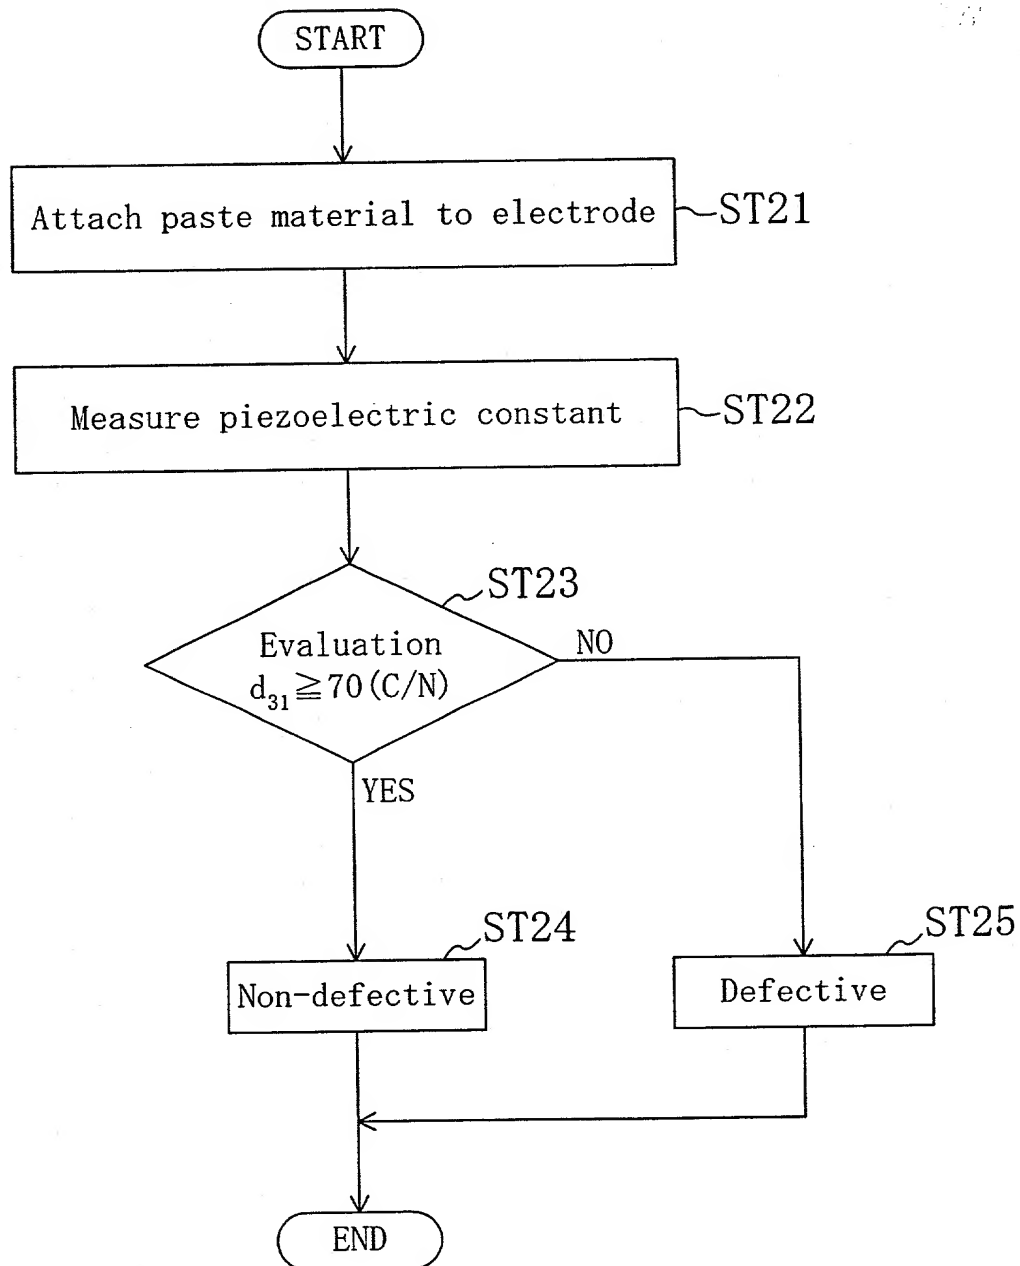 START
Attach paste material to electrode
ST21
Measure piezoelectric constant
ST22
ST23
Evaluation
d₃₁≧70(C/N)
NO
YES
ST24
Non-defective
ST25
Defective
END